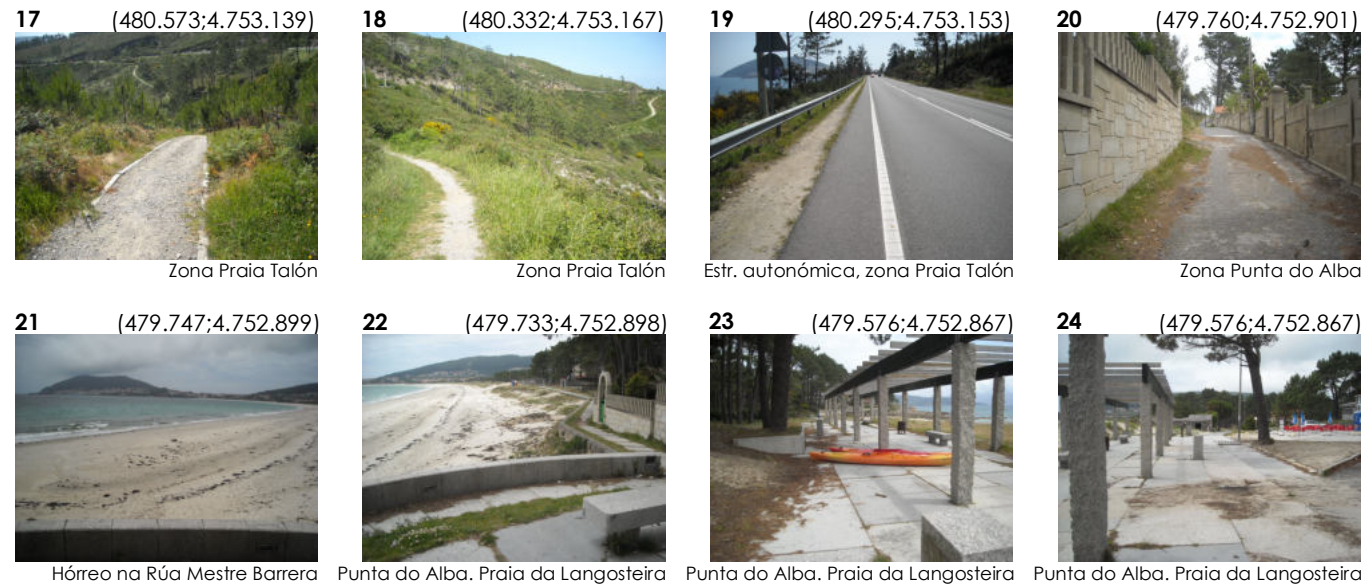 17 (480.573;4.753.139)
18 (480.332;4.753.167)
19 (480.295;4.753.153)
20 (479.760;4.752.901)
Zona Praia Talón
Zona Praia Talón
Estr. autonómica, zona Praia Talón
Zona Punta do Alba
21 (479.747;4.752.899)
22 (479.733;4.752.898)
23 (479.576;4.752.867)
24 (479.576;4.752.867)
Hórreo na Rúa Mestre Barrera
Punta do Alba. Praia da Langosteira
Punta do Alba. Praia da Langosteira
Punta do Alba. Praia da Langosteira